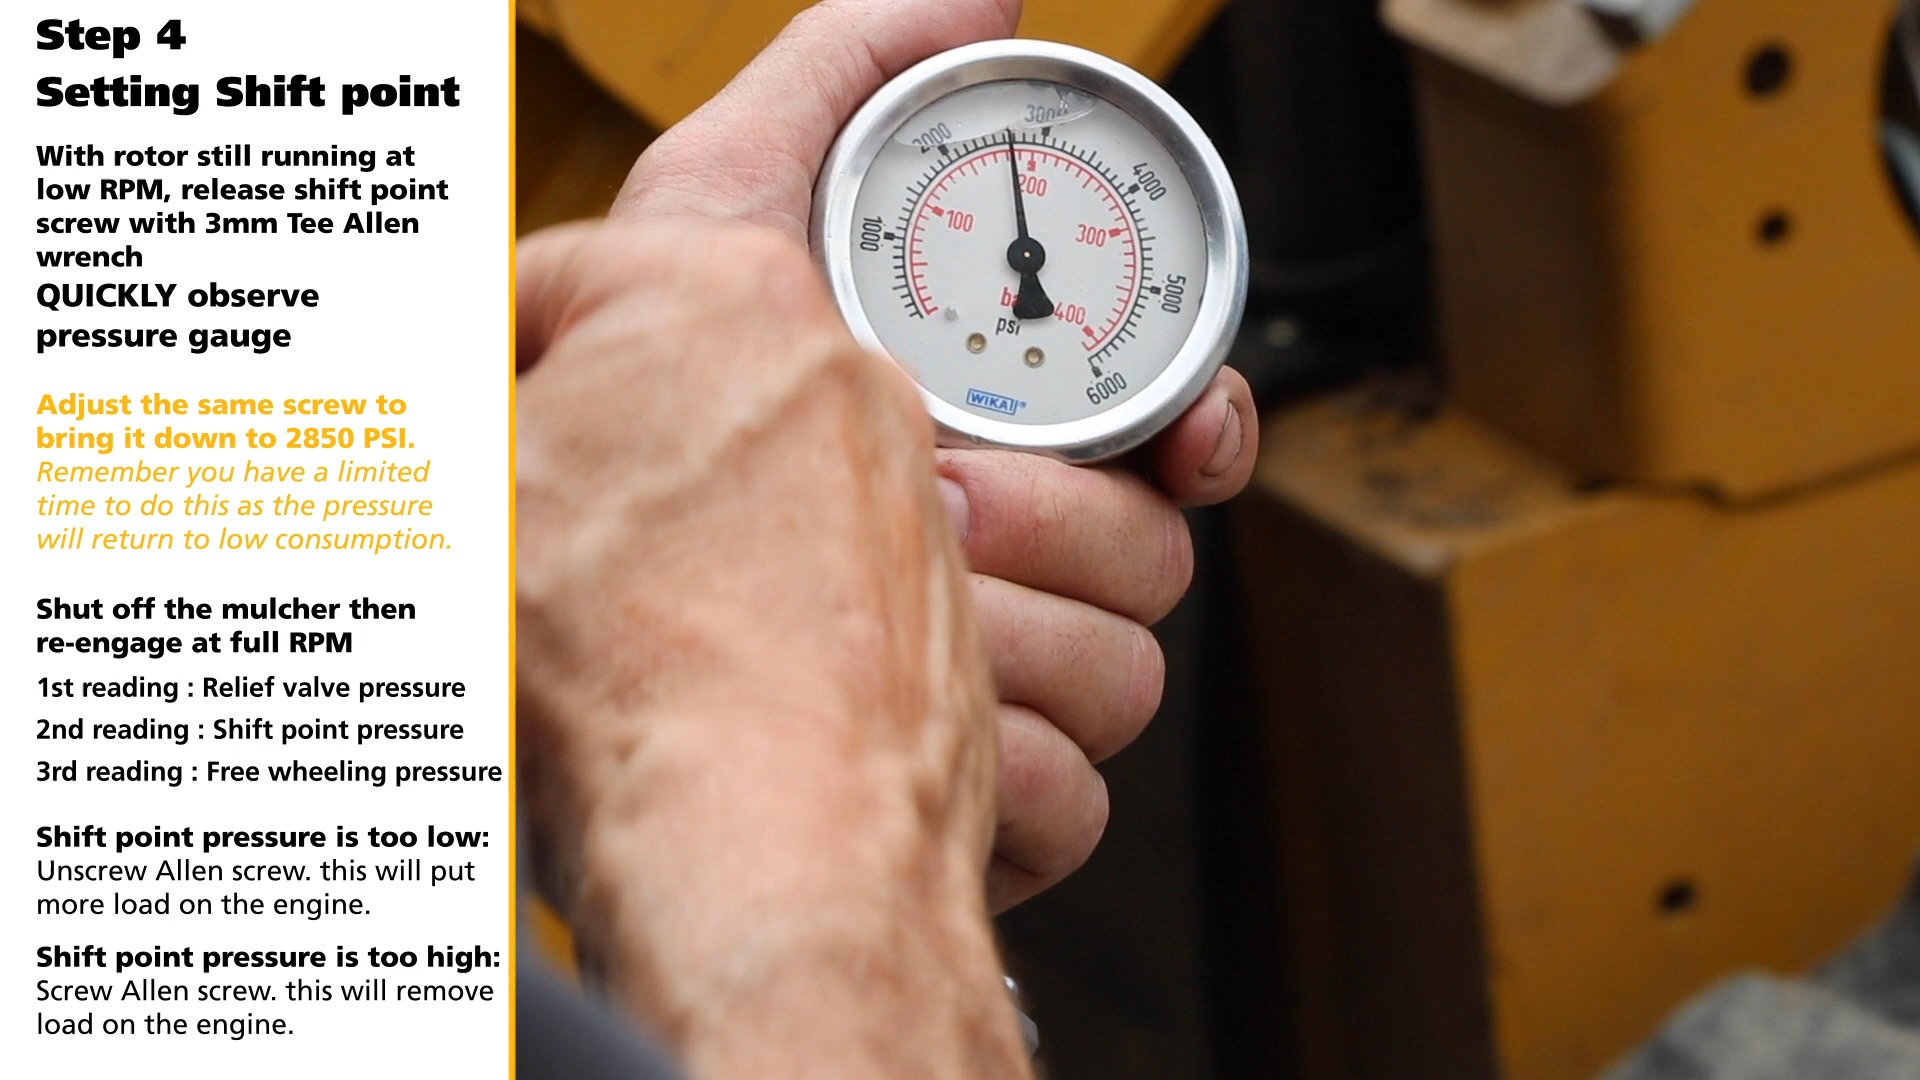 Step 4
Setting Shift point
With rotor still running at
low RPM, release shift point
screw with 3mm Tee Allen
wrench
QUICKLY observe
pressure gauge
Adjust the same screw to
bring it down to 2850 PSI.
Remember you have a limited
time to do this as the pressure
will return to low consumption.
Shut off the mulcher then
re-engage at full RPM
1st reading : Relief valve pressure
2nd reading : Shift point pressure
3rd reading : Free wheeling pressure
Shift point pressure is too low:
Unscrew Allen screw. this will put
more load on the engine.
Shift point pressure is too high:
Screw Allen screw. this will remove
load on the engine.
1000
2000
3000
4000
5000
6000
100
200
300
400
psi
WIKAI®